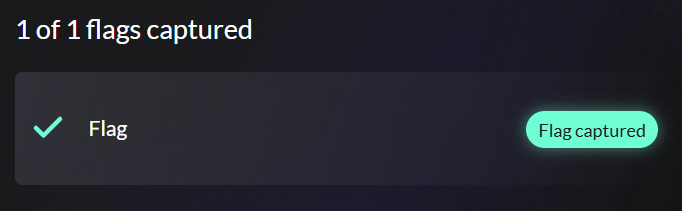 1 of 1 flags captured
Flag
Flag captured